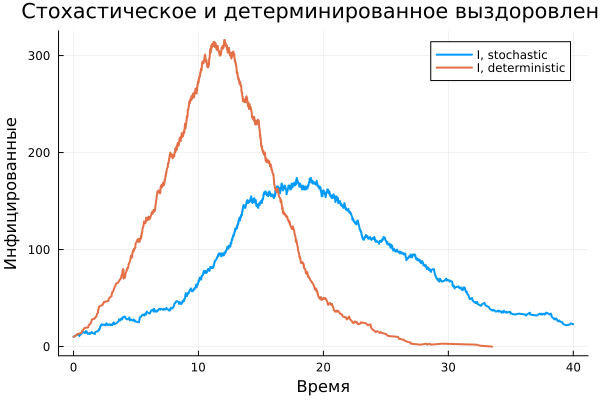 Стохастическое и детерминированное выздоровлен
I, stochastic
I, deterministic
Инфицированные
300
200
100
0
0 10 20 30 40
Время